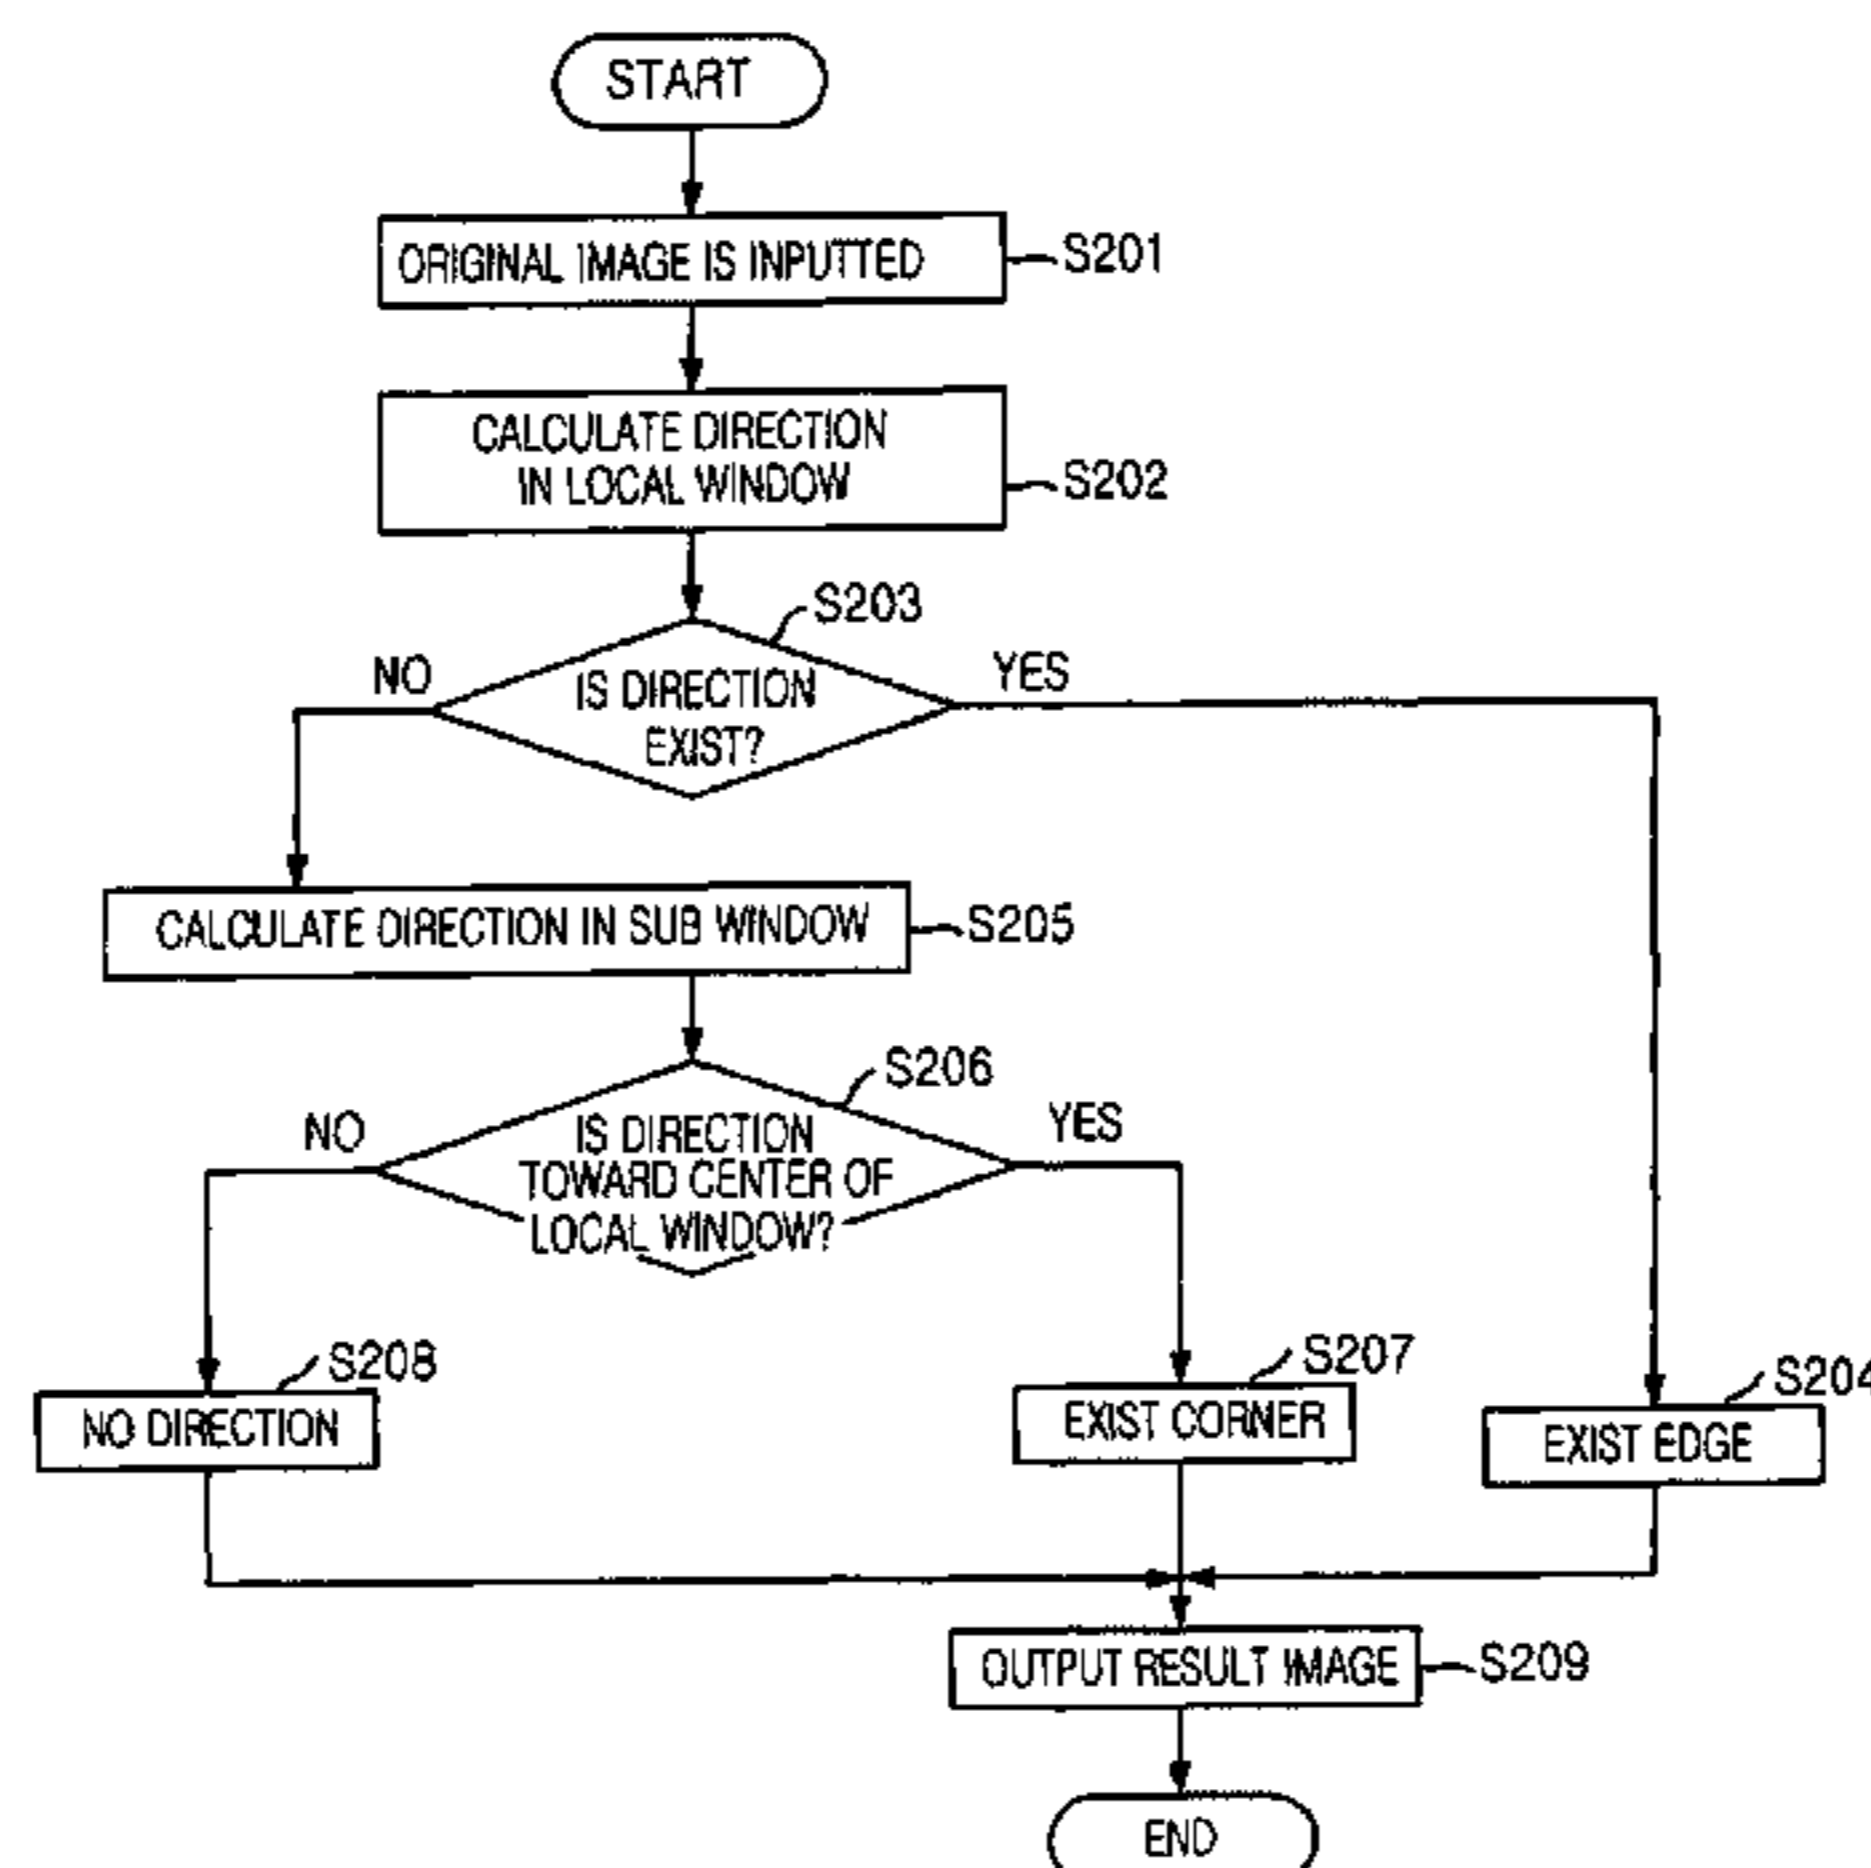 START
ORIGINAL IMAGE IS INPUTTED
S201
CALCULATE DIRECTION
IN LOCAL WINDOW
S202
S203
NO
YES
IS DIRECTION
EXIST?
CALCULATE DIRECTION IN SUB WINDOW
S205
S206
NO
YES
IS DIRECTION
TOWARD CENTER OF
LOCAL WINDOW?
S208
NO DIRECTION
S207
EXIST CORNER
S204
EXIST EDGE
OUTPUT RESULT IMAGE
S209
END